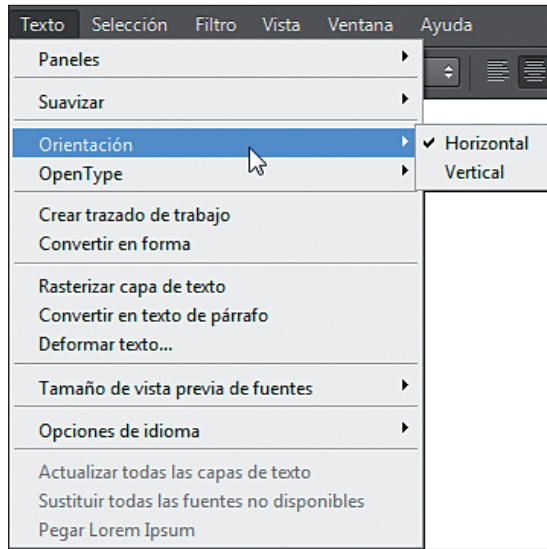 Texto Selección Filtro Vista Ventana Ayuda
Paneles
Suavizar
Orientación
Horizontal
OpenType
Vertical
Crear trazado de trabajo
Convertir en forma
Rasterizar capa de texto
Convertir en texto de párrafo
Deformar texto...
Tamaño de vista previa de fuentes
Opciones de idioma
Actualizar todas las capas de texto
Sustituir todas las fuentes no disponibles
Pegar Lorem Ipsum